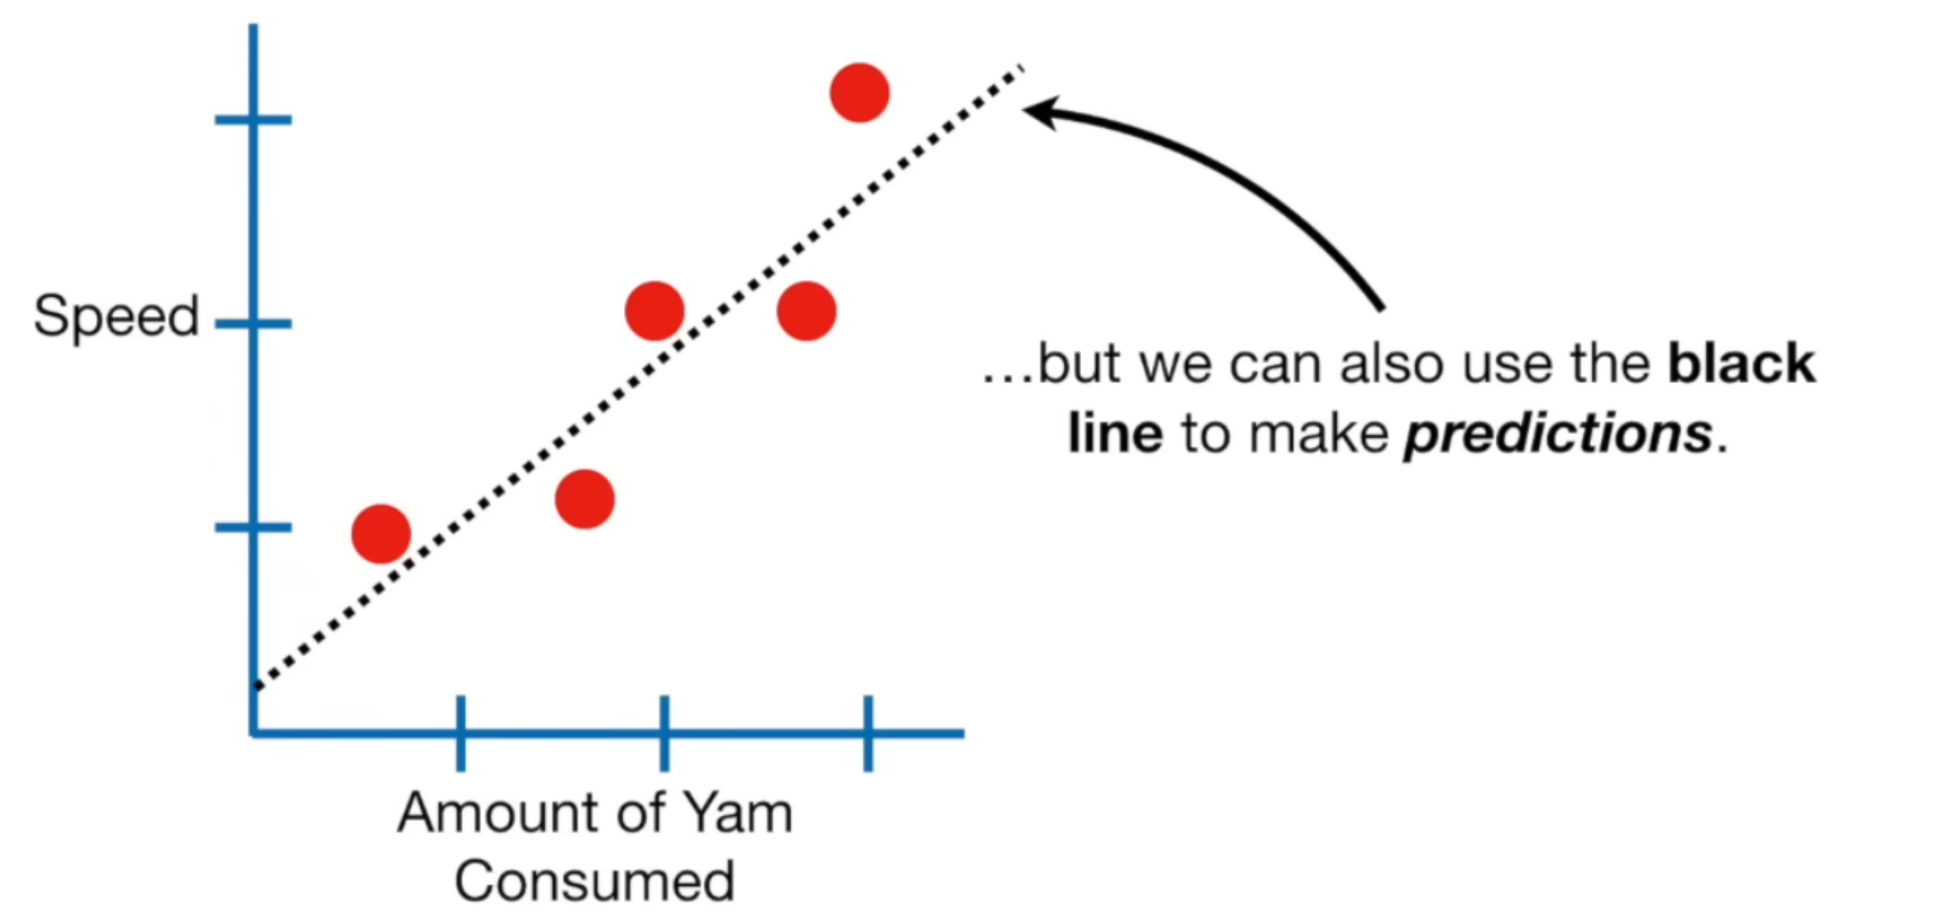 Speed
…but we can also use the black
line to make predictions.
Amount of Yam
Consumed